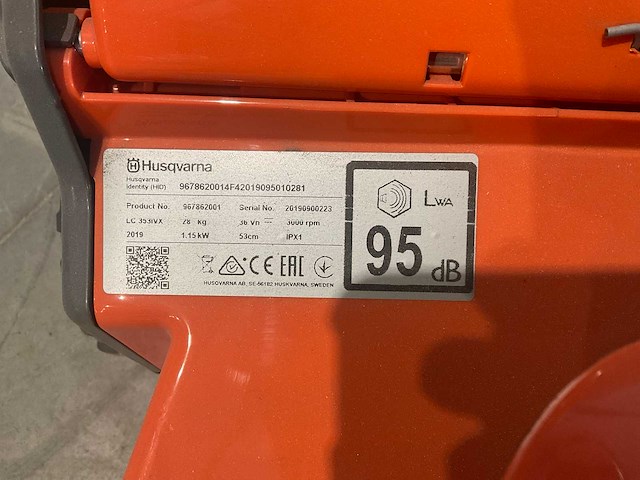 Husqvarna
Husqvarna
Identity (HID) 9678620014F42019095010281
Product No. 967862001 Serial No. 20190900223
LC 353iVX 28 kg 36 Vn 3000 rpm
2019 1.15 kW 53cm IPX1
CE EAC
HUSQVARNA AB, SE-56182 HUSKVARNA, SWEDEN
LWA
95 dB